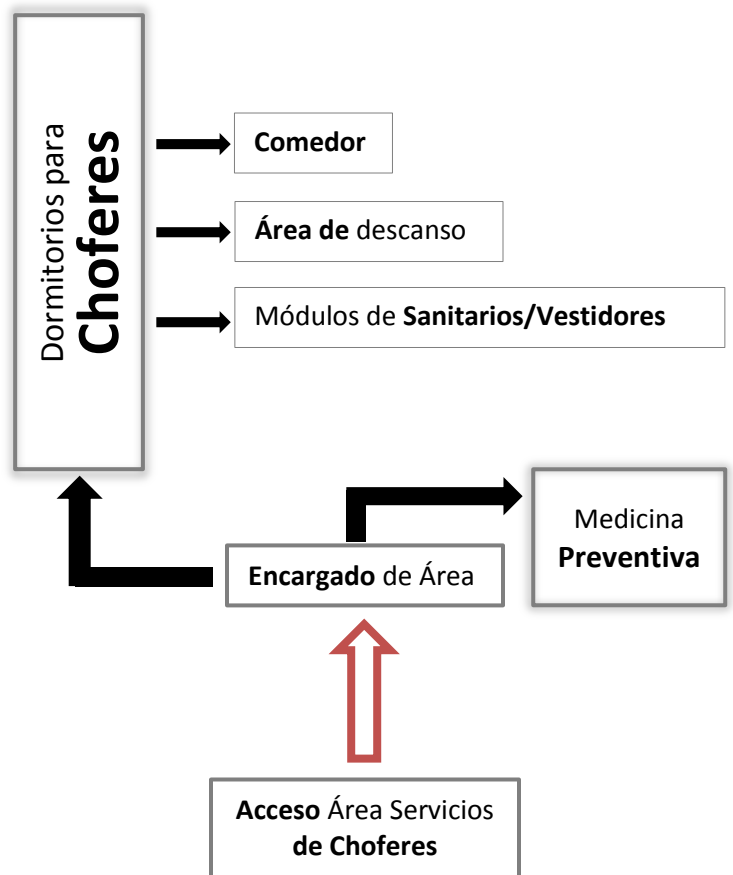 Dormitorios para
Choferes
Comedor
Área de descanso
Módulos de Sanitarios/Vestidores
Medicina
Preventiva
Encargado de Área
Acceso Área Servicios
de Choferes